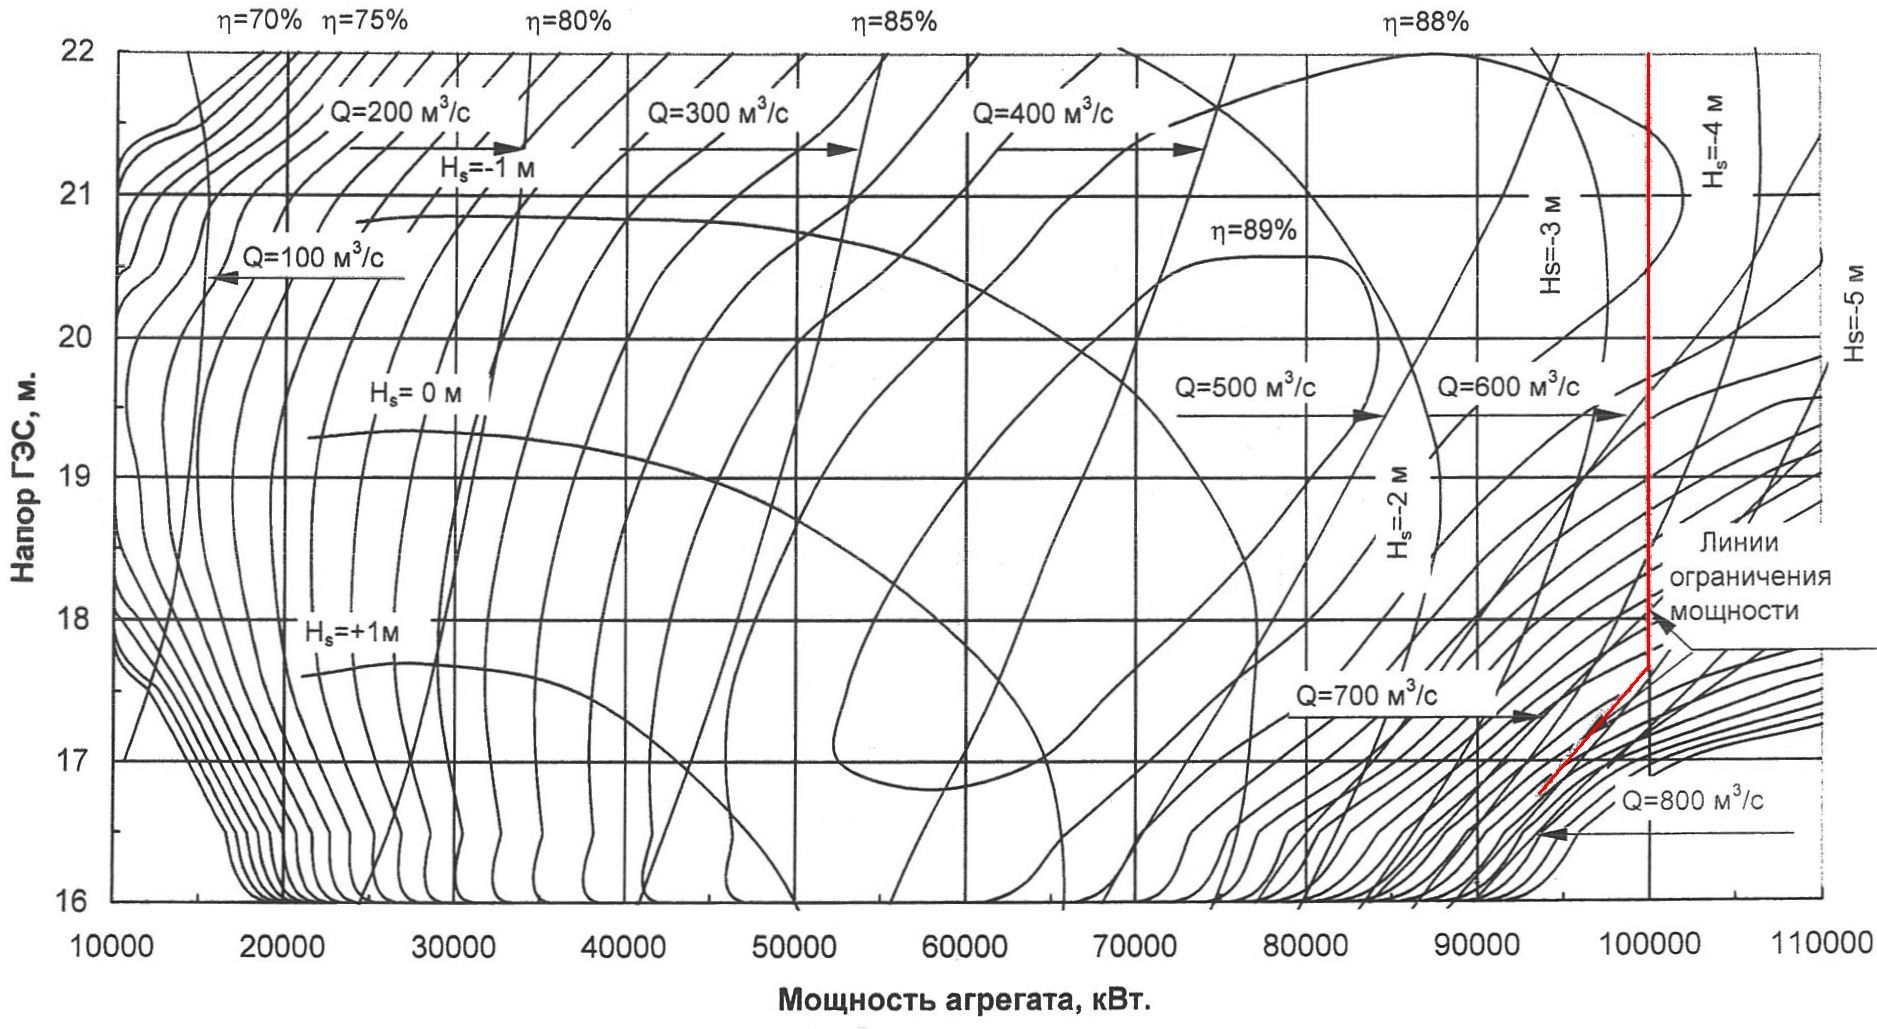 η=70% η=75% η=80% η=85% η=88%
22
Q=200 м³/с Q=300 м³/с Q=400 м³/с
Hₛ=-4 м
Hₛ=-1 м
21
Hs=-3 м
η=89%
Q=100 м³/с
Hs=-5 м
20
Hₛ= 0 м
Q=500 м³/с Q=600 м³/с
19
Hₛ=-2 м
Линии
ограничения
мощности
18
Hₛ=+1м
Q=700 м³/с
17
Q=800 м³/с
16
Напор ГЭС, м.
10000 20000 30000 40000 50000 60000 70000 80000 90000 100000 110000
Мощность агрегата, кВт.